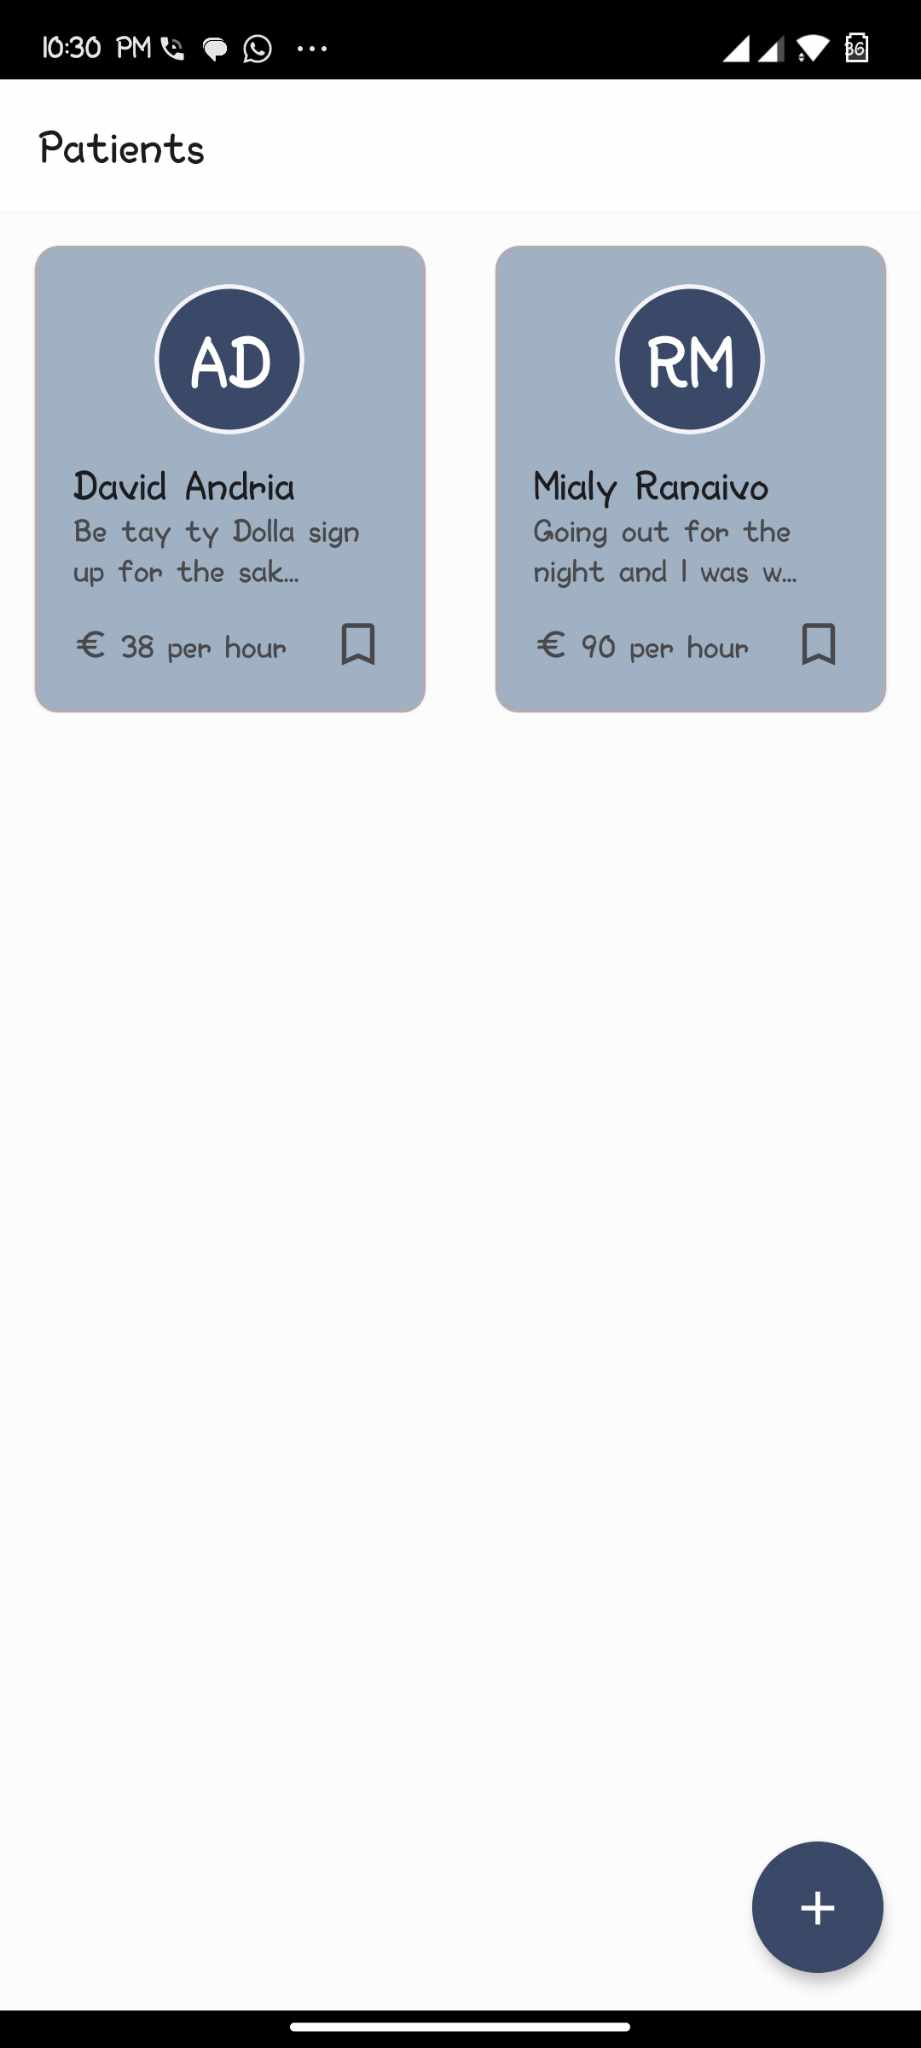 10:30 PM
36
Patients
AD
David Andria
Be tay ty Dolla sign
up for the sak...
€ 38 per hour
RM
Mialy Ranaivo
Going out for the
night and I was w...
€ 90 per hour
+